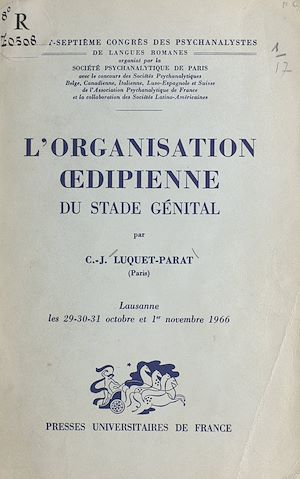 8° R
70508
T-SEPTIÈME CONGRÈS DES PSYCHANALYSTES
DE LANGUES ROMANES
organisé par la
SOCIÉTÉ PSYCHANALYTIQUE DE PARIS
avec le concours des Sociétés Psychanalytiques
Belge, Canadienne, Italienne, Luso-Espagnole et Suisse
de l'Association Psychanalytique de France
et la collaboration des Sociétés Latino-Américaines
1
17
L'ORGANISATION
ŒDIPIENNE
DU STADE GÉNITAL
par
C.-J. LUQUET-PARAT
(Paris)
Lausanne
les 29-30-31 octobre et 1er novembre 1966
PRESSES UNIVERSITAIRES DE FRANCE